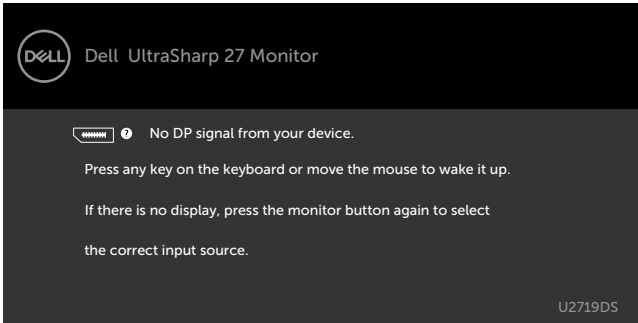 DELL
Dell UltraSharp 27 Monitor
? No DP signal from your device.
Press any key on the keyboard or move the mouse to wake it up.
If there is no display, press the monitor button again to select
the correct input source.
U2719DS